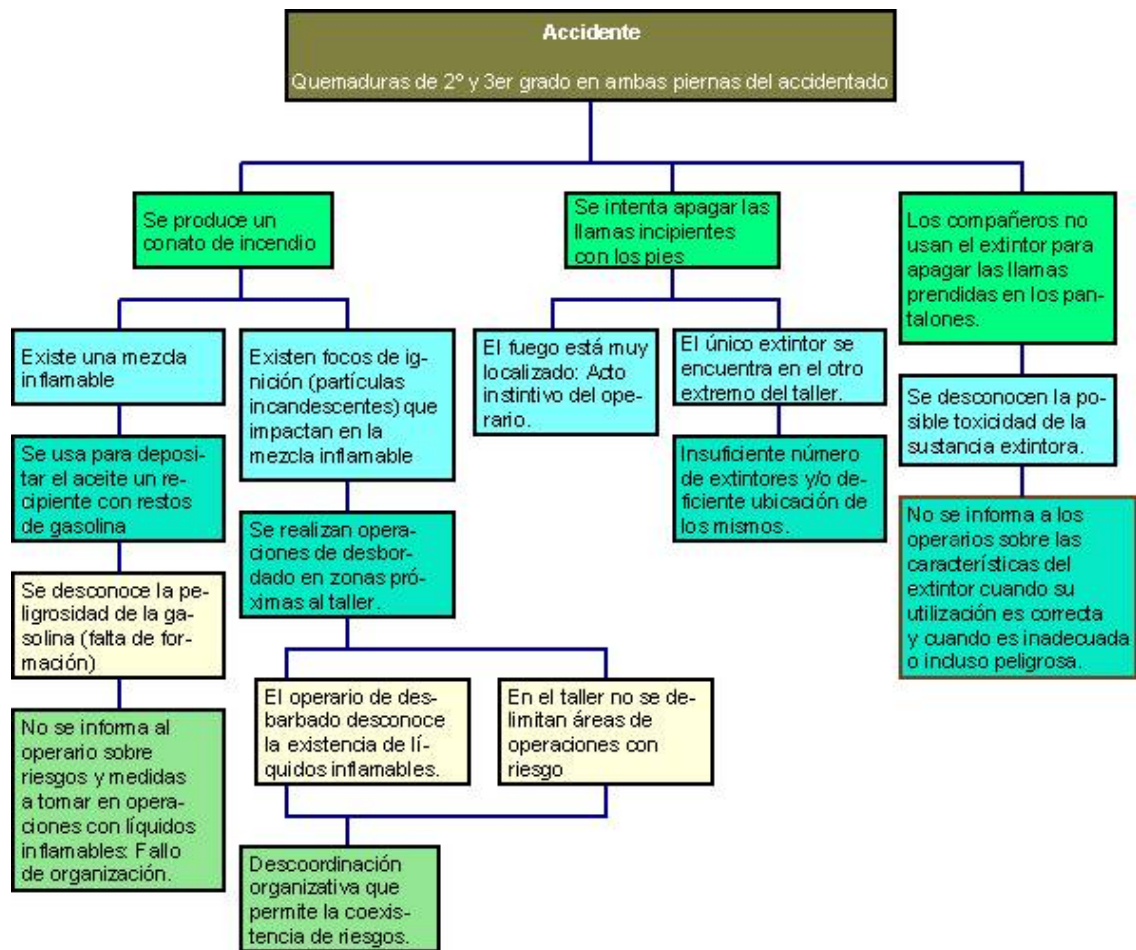 Accidente
Quemaduras de 2º y 3er grado en ambas piernas del accidentado
Se produce un
conato de incendio
Se intenta apagar las
llamas incipientes
con los pies
Los compañeros no
usan el extintor para
apagar las llamas
prendidas en los pan-
talones.
Existe una mezcla
inflamable
Existen focos de ig-
nición (partículas
incandescentes) que
impactan en la
mezcla inflamable
El fuego está muy
localizado: Acto
instintivo del ope-
rario.
El único extintor se
encuentra en el otro
extremo del taller.
Se desconocen la po-
sible toxicidad de la
sustancia extintora.
Se usa para deposi-
tar el aceite un re-
cipiente con restos
de gasolina
Se realizan opera-
ciones de desbor-
dado en zonas pró-
ximas al taller.
Insuficiente número
de extintores y/o de-
ficiente ubicación de
los mismos.
No se informa a los
operarios sobre las
características del
extintor cuando su
utilización es correcta
y cuando es inadecuada
o incluso peligrosa.
Se desconoce la pe-
ligrosidad de la ga-
solina (falta de for-
mación)
El operario de des-
barbado desconoce
la existencia de lí-
quidos inflamables.
En el taller no se de-
limitan áreas de
operaciones con
riesgo
No se informa al
operario sobre
riesgos y medidas
a tomar en opera-
ciones con líquidos
inflamables: Fallo
de organización.
Descoordinación
organizativa que
permite la coexis-
tencia de riesgos.